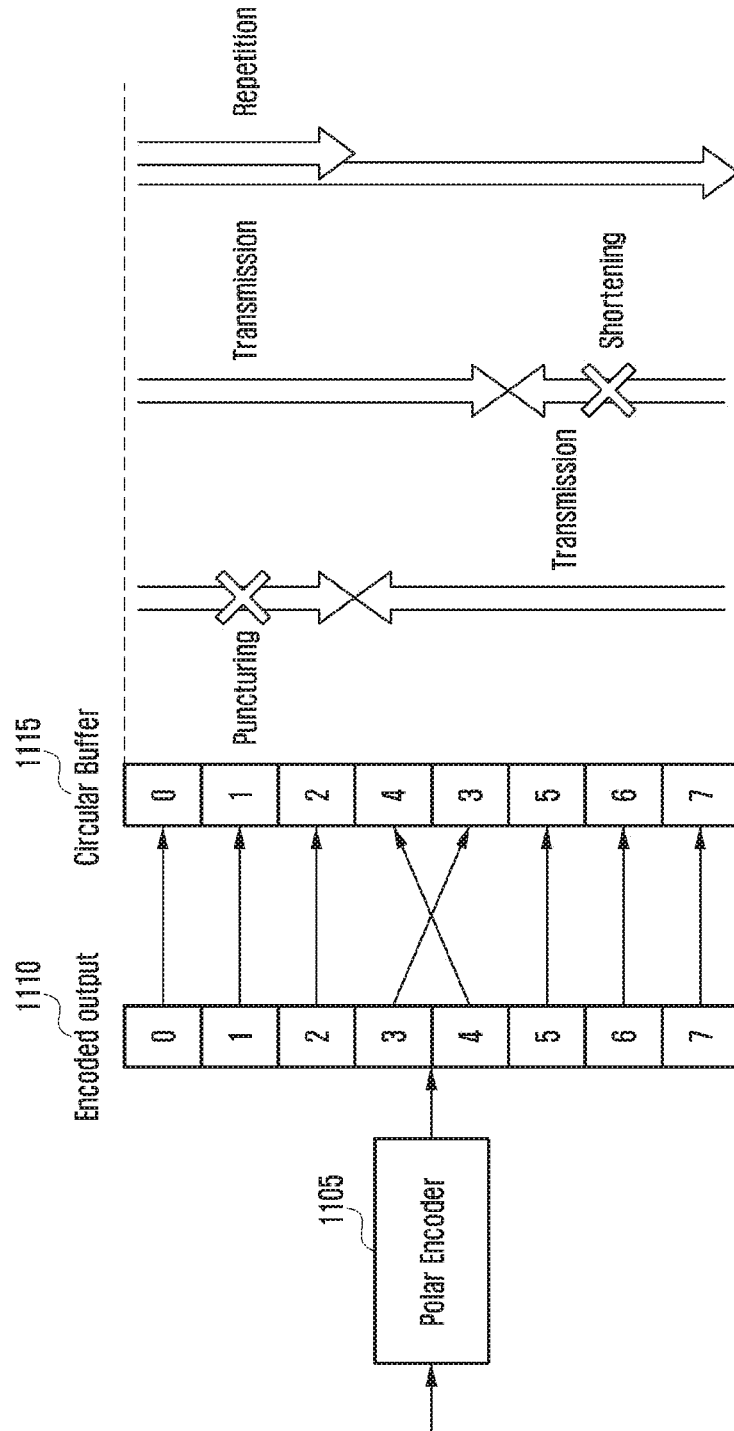 1105
Polar Encoder
1110
Encoded output
0
1
2
3
4
5
6
7
1115
Circular Buffer
0
1
2
4
3
5
6
7
Puncturing
Transmission
Transmission
Shortening
Repetition